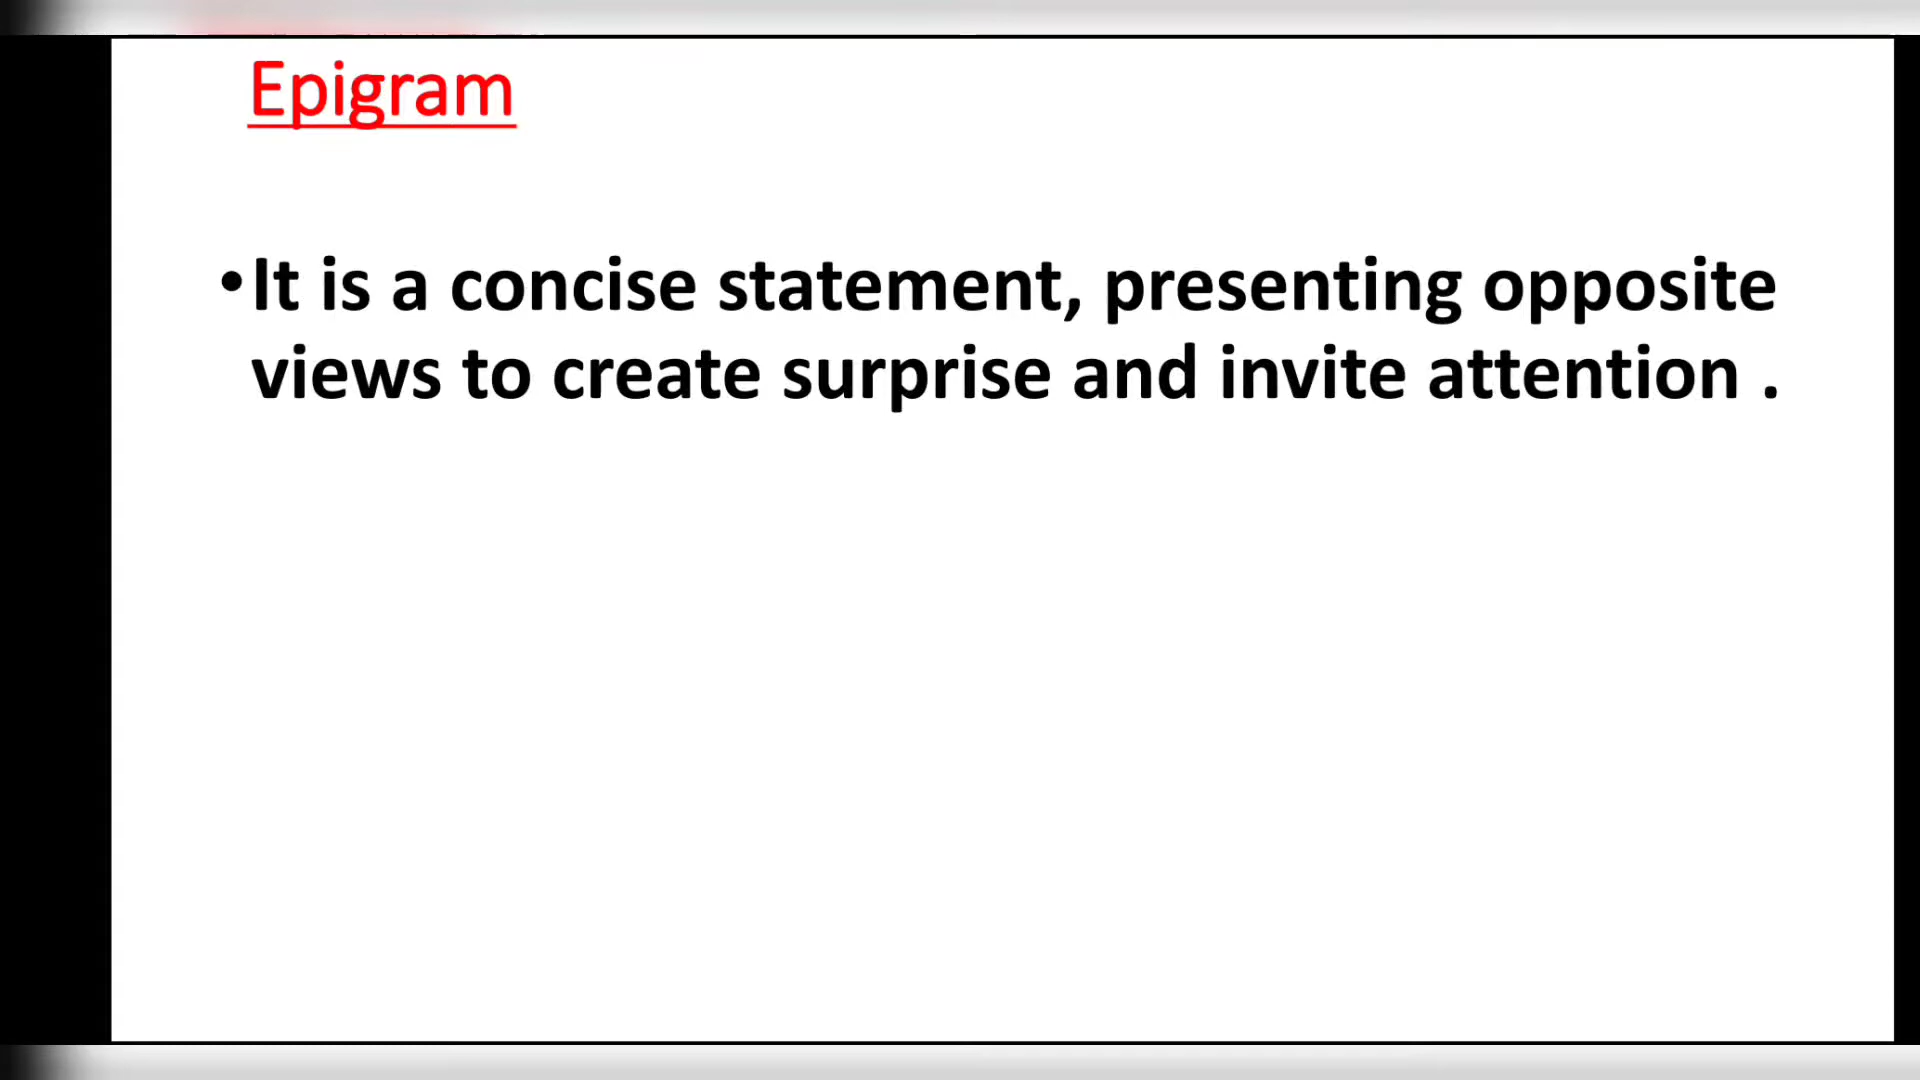 Epigram
•It is a concise statement, presenting opposite
views to create surprise and invite attention .